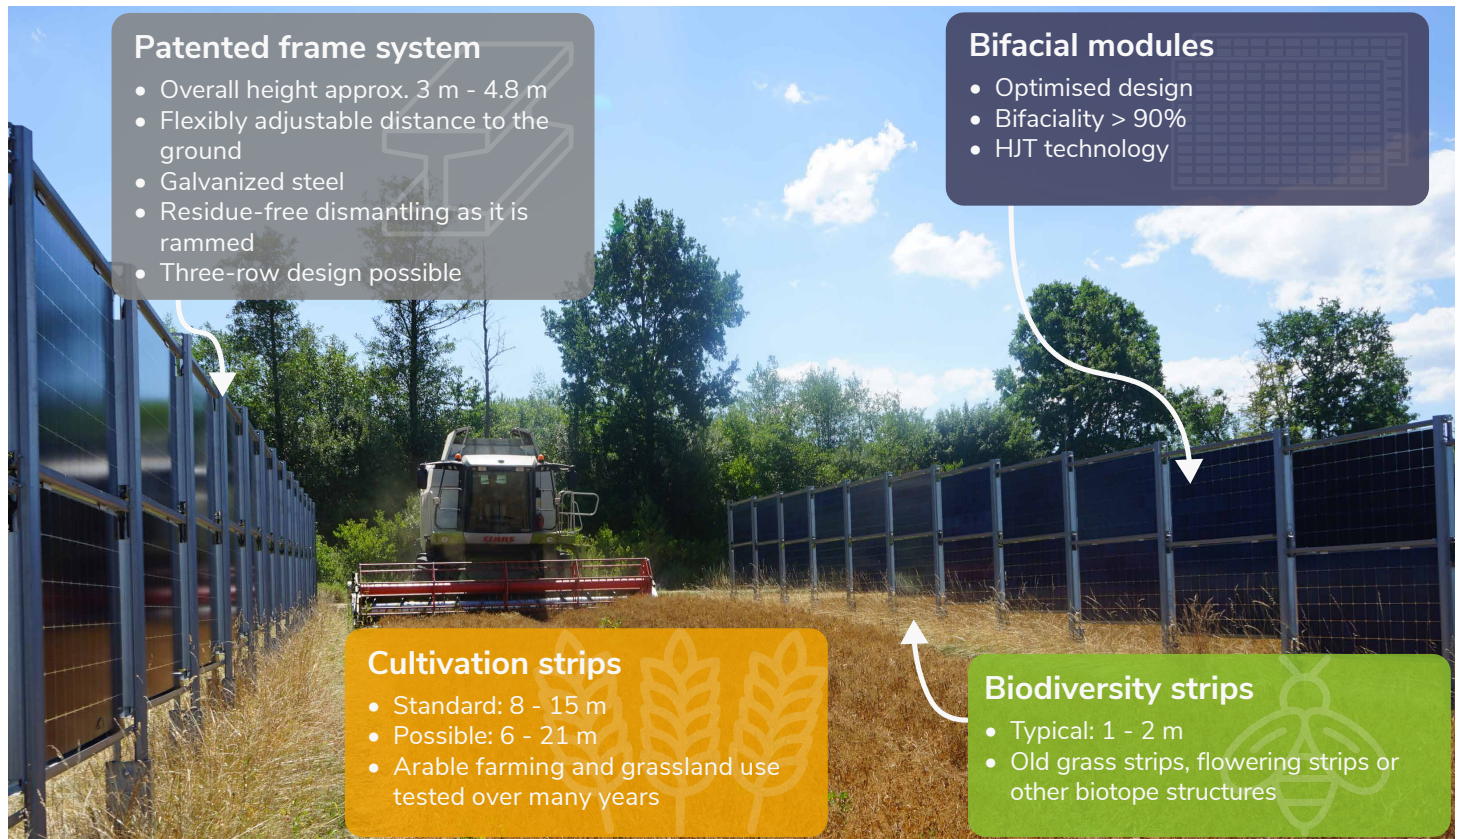 Patented frame system
• Overall height approx. 3 m - 4.8 m
• Flexibly adjustable distance to the
ground
• Galvanized steel
• Residue-free dismantling as it is
rammed
• Three-row design possible
Bifacial modules
• Optimised design
• Bifaciality > 90%
• HJT technology
CLAAS
Cultivation strips
• Standard: 8 - 15 m
• Possible: 6 - 21 m
• Arable farming and grassland use
tested over many years
Biodiversity strips
• Typical: 1 - 2 m
• Old grass strips, flowering strips or
other biotope structures